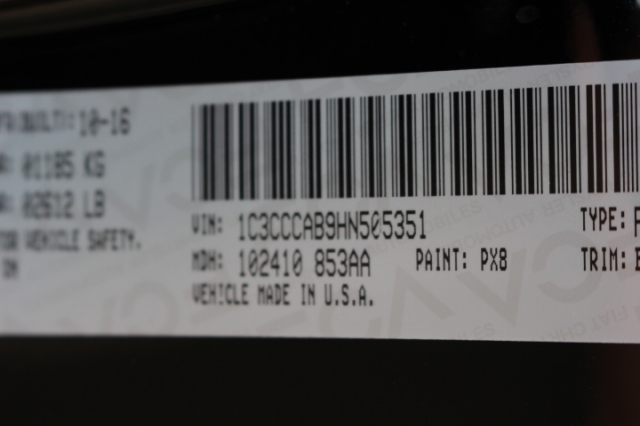 (BUILT): 10-16
01185 KG
02612 LB
VEHICLE SAFETY.
VIN: 1C3CCCAB9HN505351 TYPE:
MDH: 102410 853AA PAINT: PX8 TRIM:
VEHICLE MADE IN U.S.A.